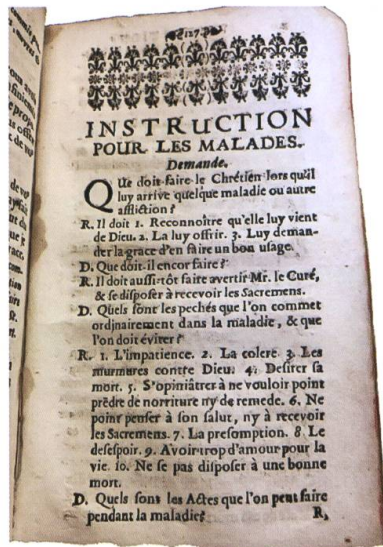 127
INSTRUCTION
POUR LES MALADES.
Demande.
QUe doit-faire le Chrêtien lors qu'il
luy arrive quelque maladie ou autre
affliction?
R. Il doit 1. Reconnoître qu'elle luy vient
de Dieu. 2. La luy offrir. 3. Luy deman-
der la grace d'en faire un bon usage.
D. Que doit-il encor faire?
R. Il doit aussi-tôt faire avertir Mr. le Curé,
& se disposer à recevoir les Sacremens.
D. Quels sont les pechés que l'on commet
ordjnairement dans la maladie, & que
l'on doit éviter?
R. 1. L'impatience. 2. La colere. 3. Les
murmures contre Dieu. 4. Desirer sa
mort. 5. S'opiniâtrer à ne vouloir point
prēdre de norriture ny de remede. 6. Ne
point penser à son salut, ny à recevoir
les Sacremens. 7. La presomption. 8 Le
desespoir. 9. Avoir trop d'amour pour la
vie. 10. Ne se pas disposer à une bonne
mort.
D. Quels sont les Actes que l'on peut faire
pendant la maladie?
R,